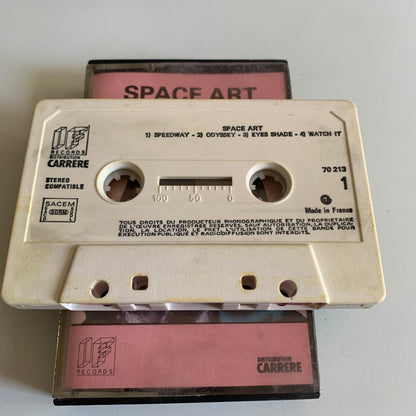 SPACE ART
SPACE ART
1) SPEEDWAY - 2) ODYSSEY - 3) EYES SHADE - 4) WATCH IT
RECORDS
DISTRIBUTION
CARRERE
STEREO
COMPATIBLE
70 213
1
SACEM
100 50 0
Made in France
TOUS DROITS DU PRODUCTEUR PHONOGRAPHIQUE ET DU PROPRIETAIRE
DE L'ŒUVRE ENREGISTREE RESERVES. SAUF AUTORISATION, LA DUPLICA-
TION, LA LOCATION, LE PRET, L'UTILISATION DE CETTE BANDE POUR
EXECUTION PUBLIQUE ET RADIODIFFUSION SONT INTERDITS.
RECORDS
DISTRIBUTION
CARRERE